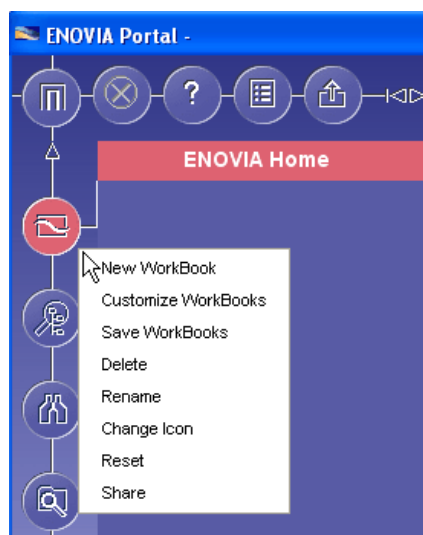 ENOVIA Portal -
?
ENOVIA Home
New WorkBook
Customize WorkBooks
Save WorkBooks
Delete
Rename
Change Icon
Reset
Share